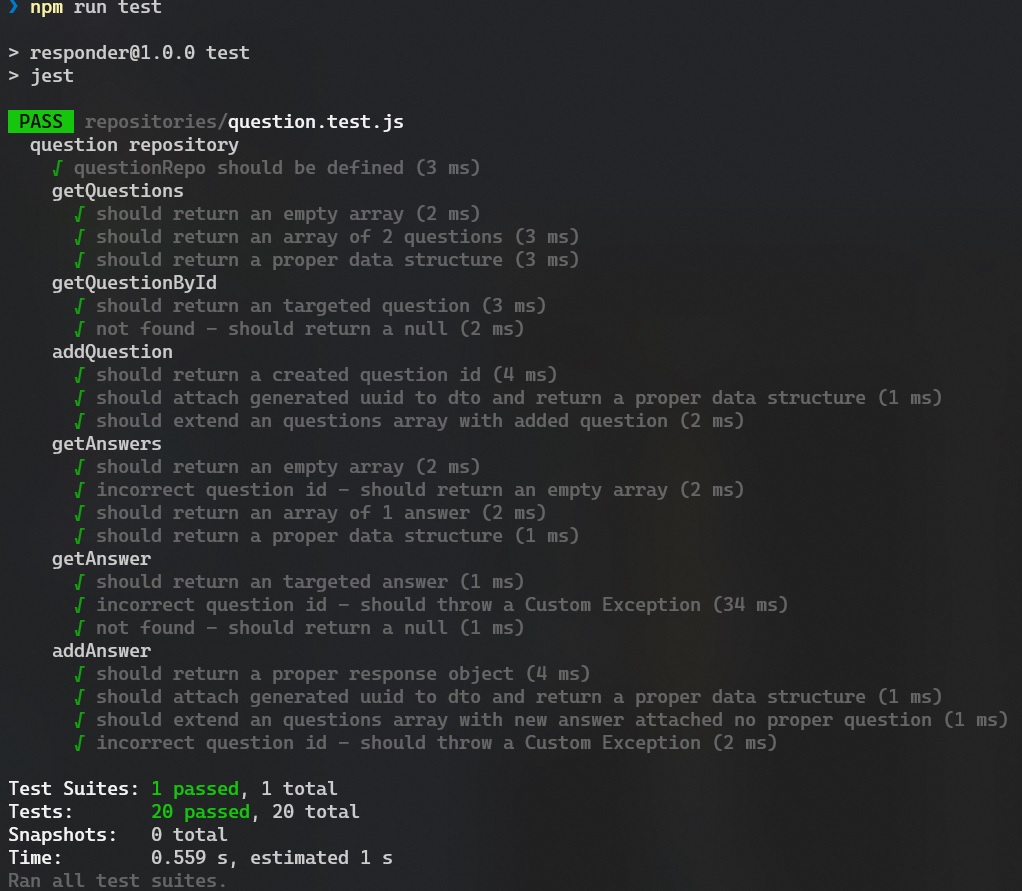 ❯ npm run test
> responder@1.0.0 test
> jest
PASS repositories/question.test.js
question repository
√ questionRepo should be defined (3 ms)
getQuestions
√ should return an empty array (2 ms)
√ should return an array of 2 questions (3 ms)
√ should return a proper data structure (3 ms)
getQuestionById
√ should return an targeted question (3 ms)
√ not found – should return a null (2 ms)
addQuestion
√ should return a created question id (4 ms)
√ should attach generated uuid to dto and return a proper data structure (1 ms)
√ should extend an questions array with added question (2 ms)
getAnswers
√ should return an empty array (2 ms)
√ incorrect question id – should return an empty array (2 ms)
√ should return an array of 1 answer (2 ms)
√ should return a proper data structure (1 ms)
getAnswer
√ should return an targeted answer (1 ms)
√ incorrect question id – should throw a Custom Exception (34 ms)
√ not found – should return a null (1 ms)
addAnswer
√ should return a proper response object (4 ms)
√ should attach generated uuid to dto and return a proper data structure (1 ms)
√ should extend an questions array with new answer attached no proper question (1 ms)
√ incorrect question id – should throw a Custom Exception (2 ms)
Test Suites: 1 passed, 1 total
Tests: 20 passed, 20 total
Snapshots: 0 total
Time: 0.559 s, estimated 1 s
Ran all test suites.